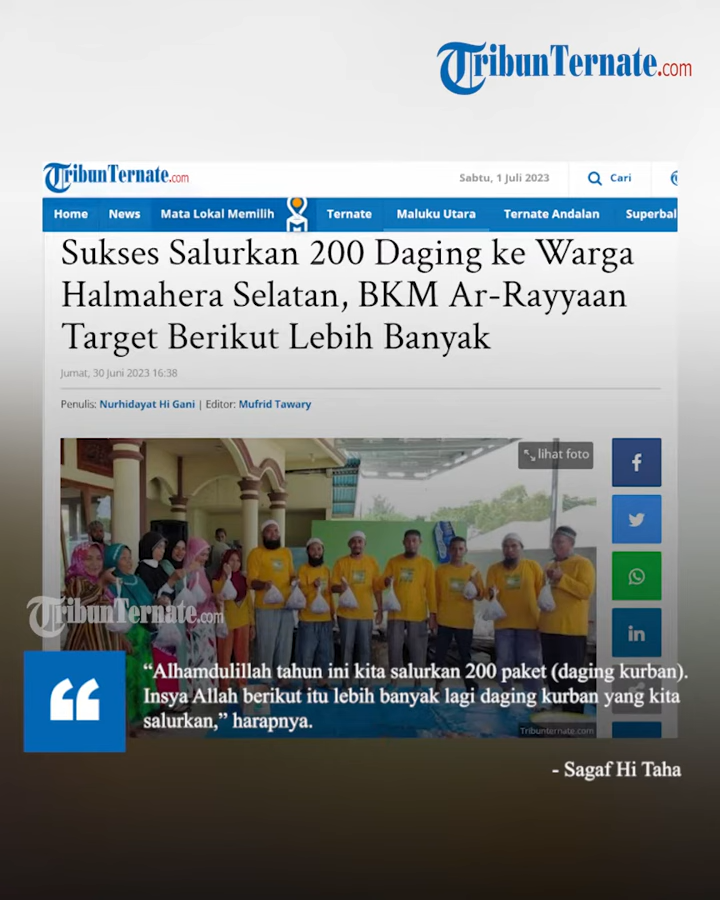 TribunTernate.com
TribunTernate.com
Sabtu, 1 Juli 2023
Cari
Home News Mata Lokal Memilih Ternate Maluku Utara Ternate Andalan Superbal
Sukses Salurkan 200 Daging ke Warga
Halmahera Selatan, BKM Ar-Rayyaan
Target Berikut Lebih Banyak
Jumat, 30 Juni 2023 16:38
Penulis: Nurhidayat Hi Gani | Editor: Mufrid Tawary
lihat foto
TribunTernate.com
“Alhamdulillah tahun ini kita salurkan 200 paket (daging kurban).
Insya Allah berikut itu lebih banyak lagi daging kurban yang kita
salurkan,” harapnya.
Tribunternate.com
- Sagaf Hi Taha